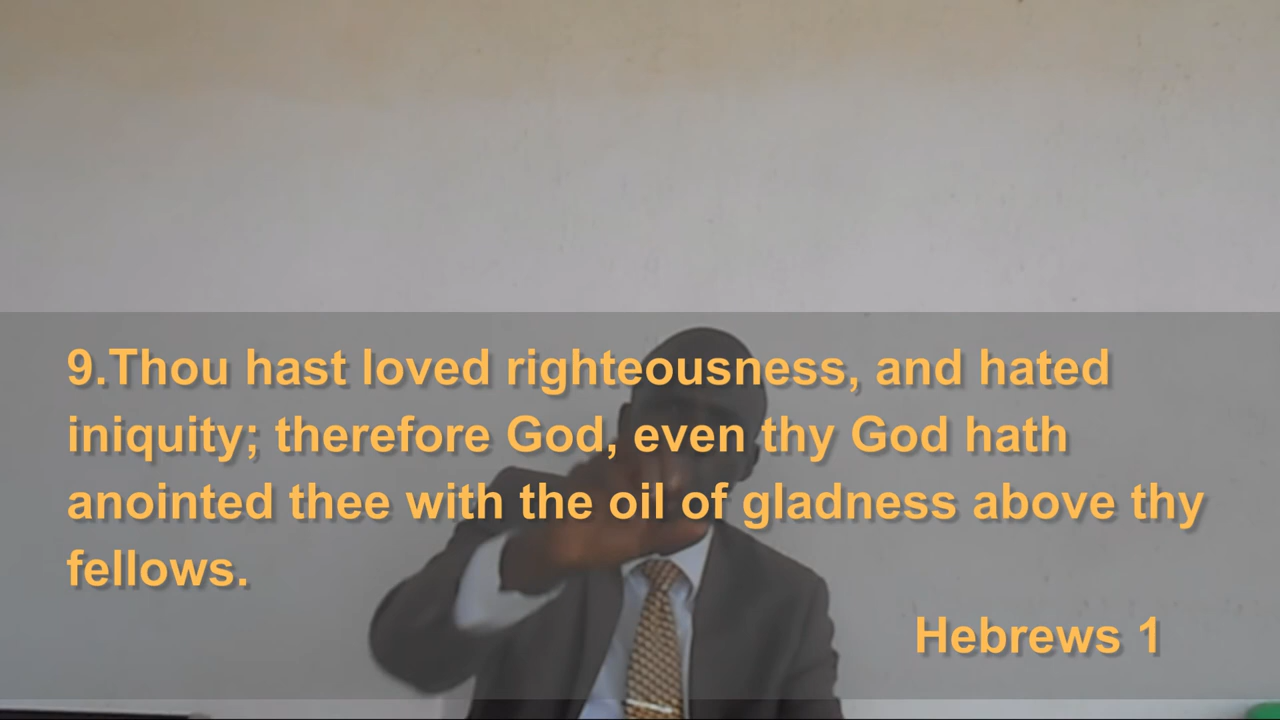 9.Thou hast loved righteousness, and hated
iniquity; therefore God, even thy God hath
anointed thee with the oil of gladness above thy
fellows.
Hebrews 1